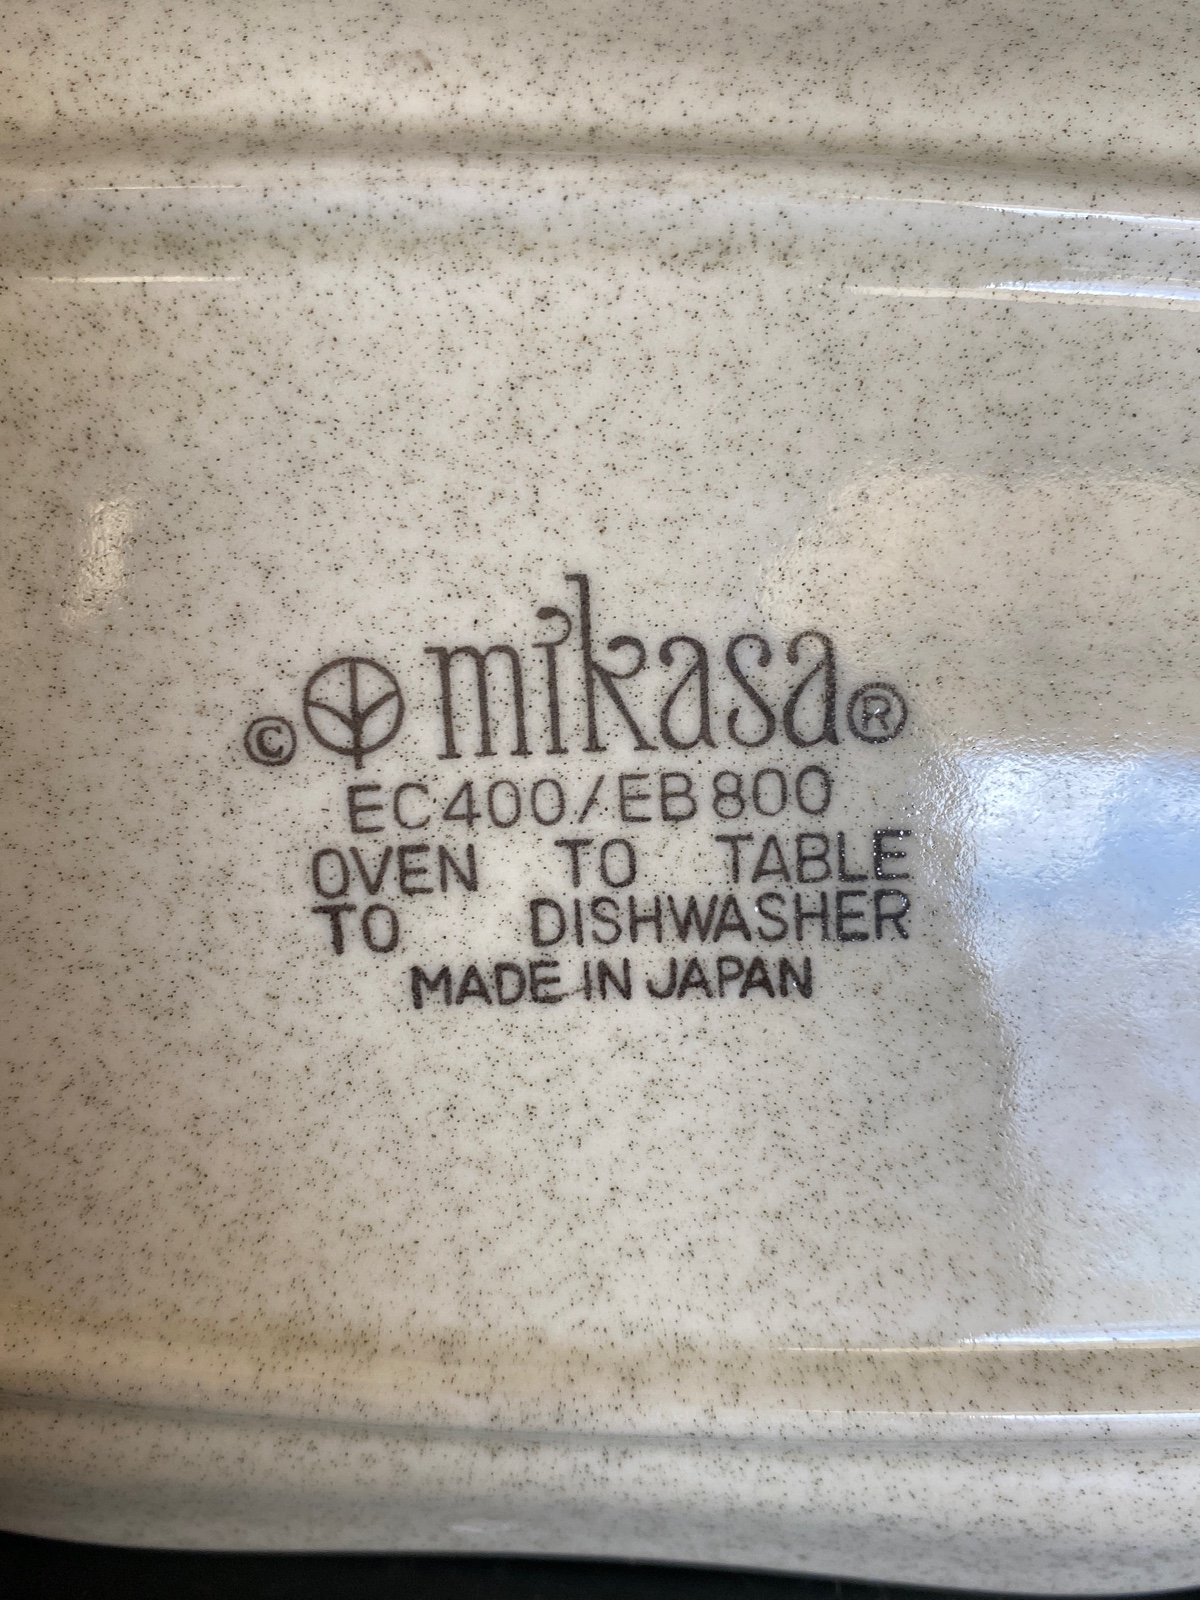 © mikasa®
EC400/EB800
OVEN TO TABLE
TO DISHWASHER
MADE IN JAPAN